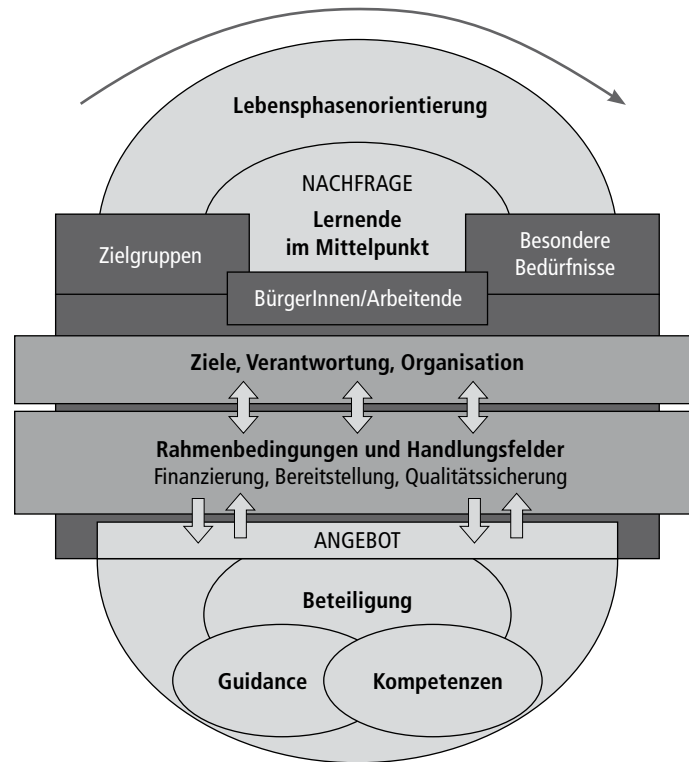 Lebensphasenorientierung
NACHFRAGE
Lernende
im Mittelpunkt
Zielgruppen
Besondere
Bedürfnisse
BürgerInnen/Arbeitende
Ziele, Verantwortung, Organisation
Rahmenbedingungen und Handlungsfelder
Finanzierung, Bereitstellung, Qualitätssicherung
ANGEBOT
Beteiligung
Guidance
Kompetenzen